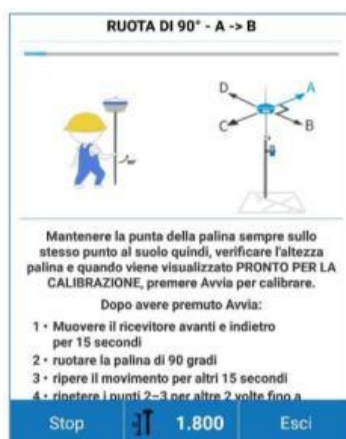 RUOTA DI 90° - A -> B
D
A
C
B
Mantenere la punta della palina sempre sullo
stesso punto al suolo quindi, verificare l'altezza
palina e quando viene visualizzato PRONTO PER LA
CALIBRAZIONE, premere Avvia per calibrare.
Dopo avere premuto Avvia:
1 • Muovere il ricevitore avanti e indietro
per 15 secondi
2 • ruotare la palina di 90 gradi
3 • ripere il movimento per altri 15 secondi
4 • ripetere i punti 2-3 per altre 2 volte fino a
Stop
1.800
Esci